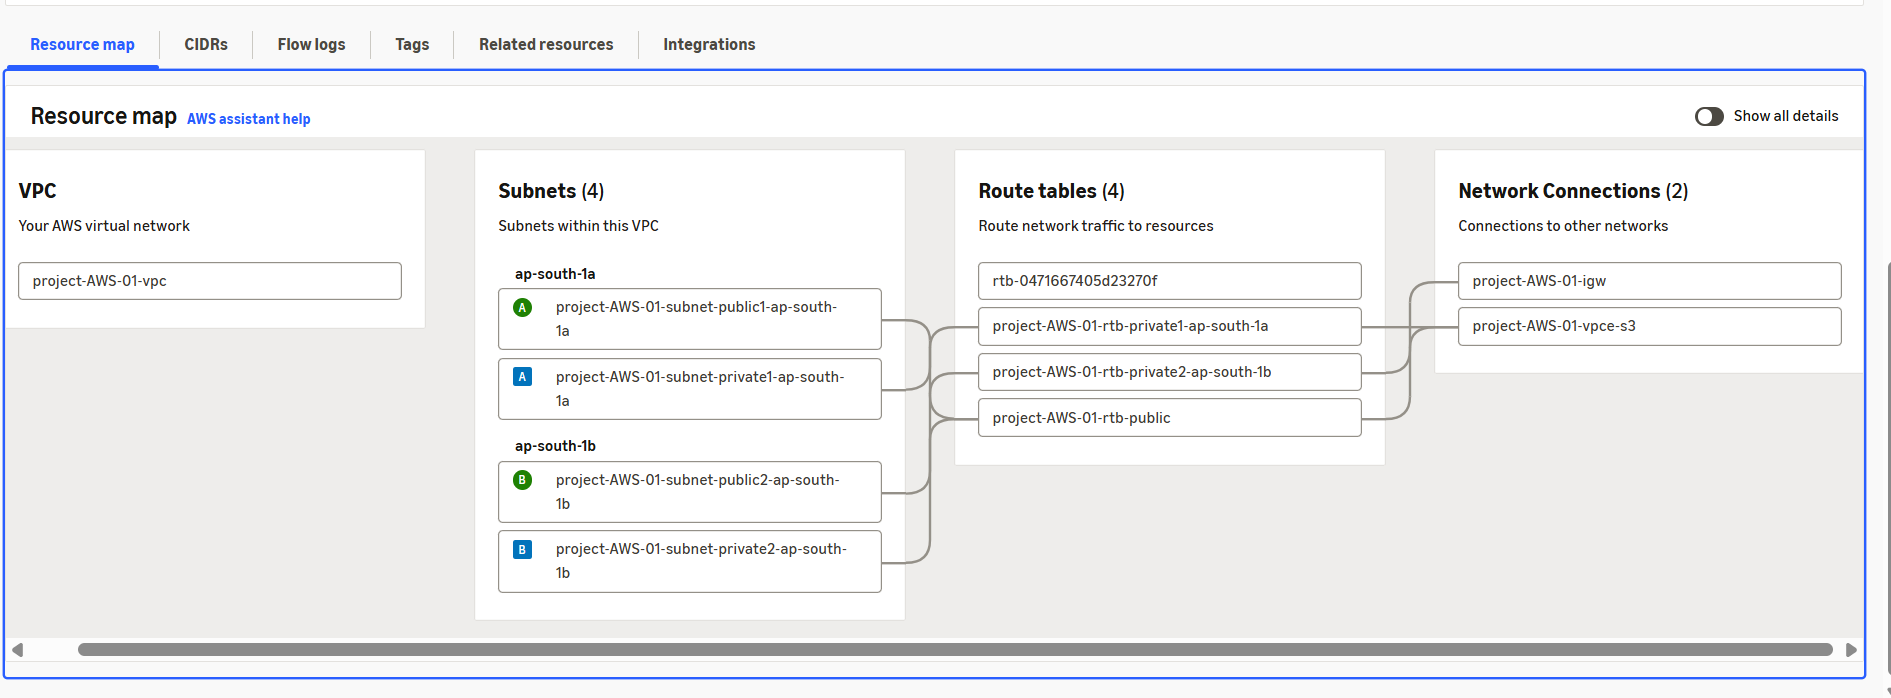 Resource map
CIDRs
Flow logs
Tags
Related resources
Integrations
Resource map
AWS assistant help
Show all details
VPC
Your AWS virtual network
project-AWS-01-vpc
Subnets (4)
Subnets within this VPC
ap-south-1a
A
project-AWS-01-subnet-public1-ap-south-
1a
A
project-AWS-01-subnet-private1-ap-south-
1a
ap-south-1b
B
project-AWS-01-subnet-public2-ap-south-
1b
B
project-AWS-01-subnet-private2-ap-south-
1b
Route tables (4)
Route network traffic to resources
rtb-0471667405d23270f
project-AWS-01-rtb-private1-ap-south-1a
project-AWS-01-rtb-private2-ap-south-1b
project-AWS-01-rtb-public
Network Connections (2)
Connections to other networks
project-AWS-01-igw
project-AWS-01-vpce-s3